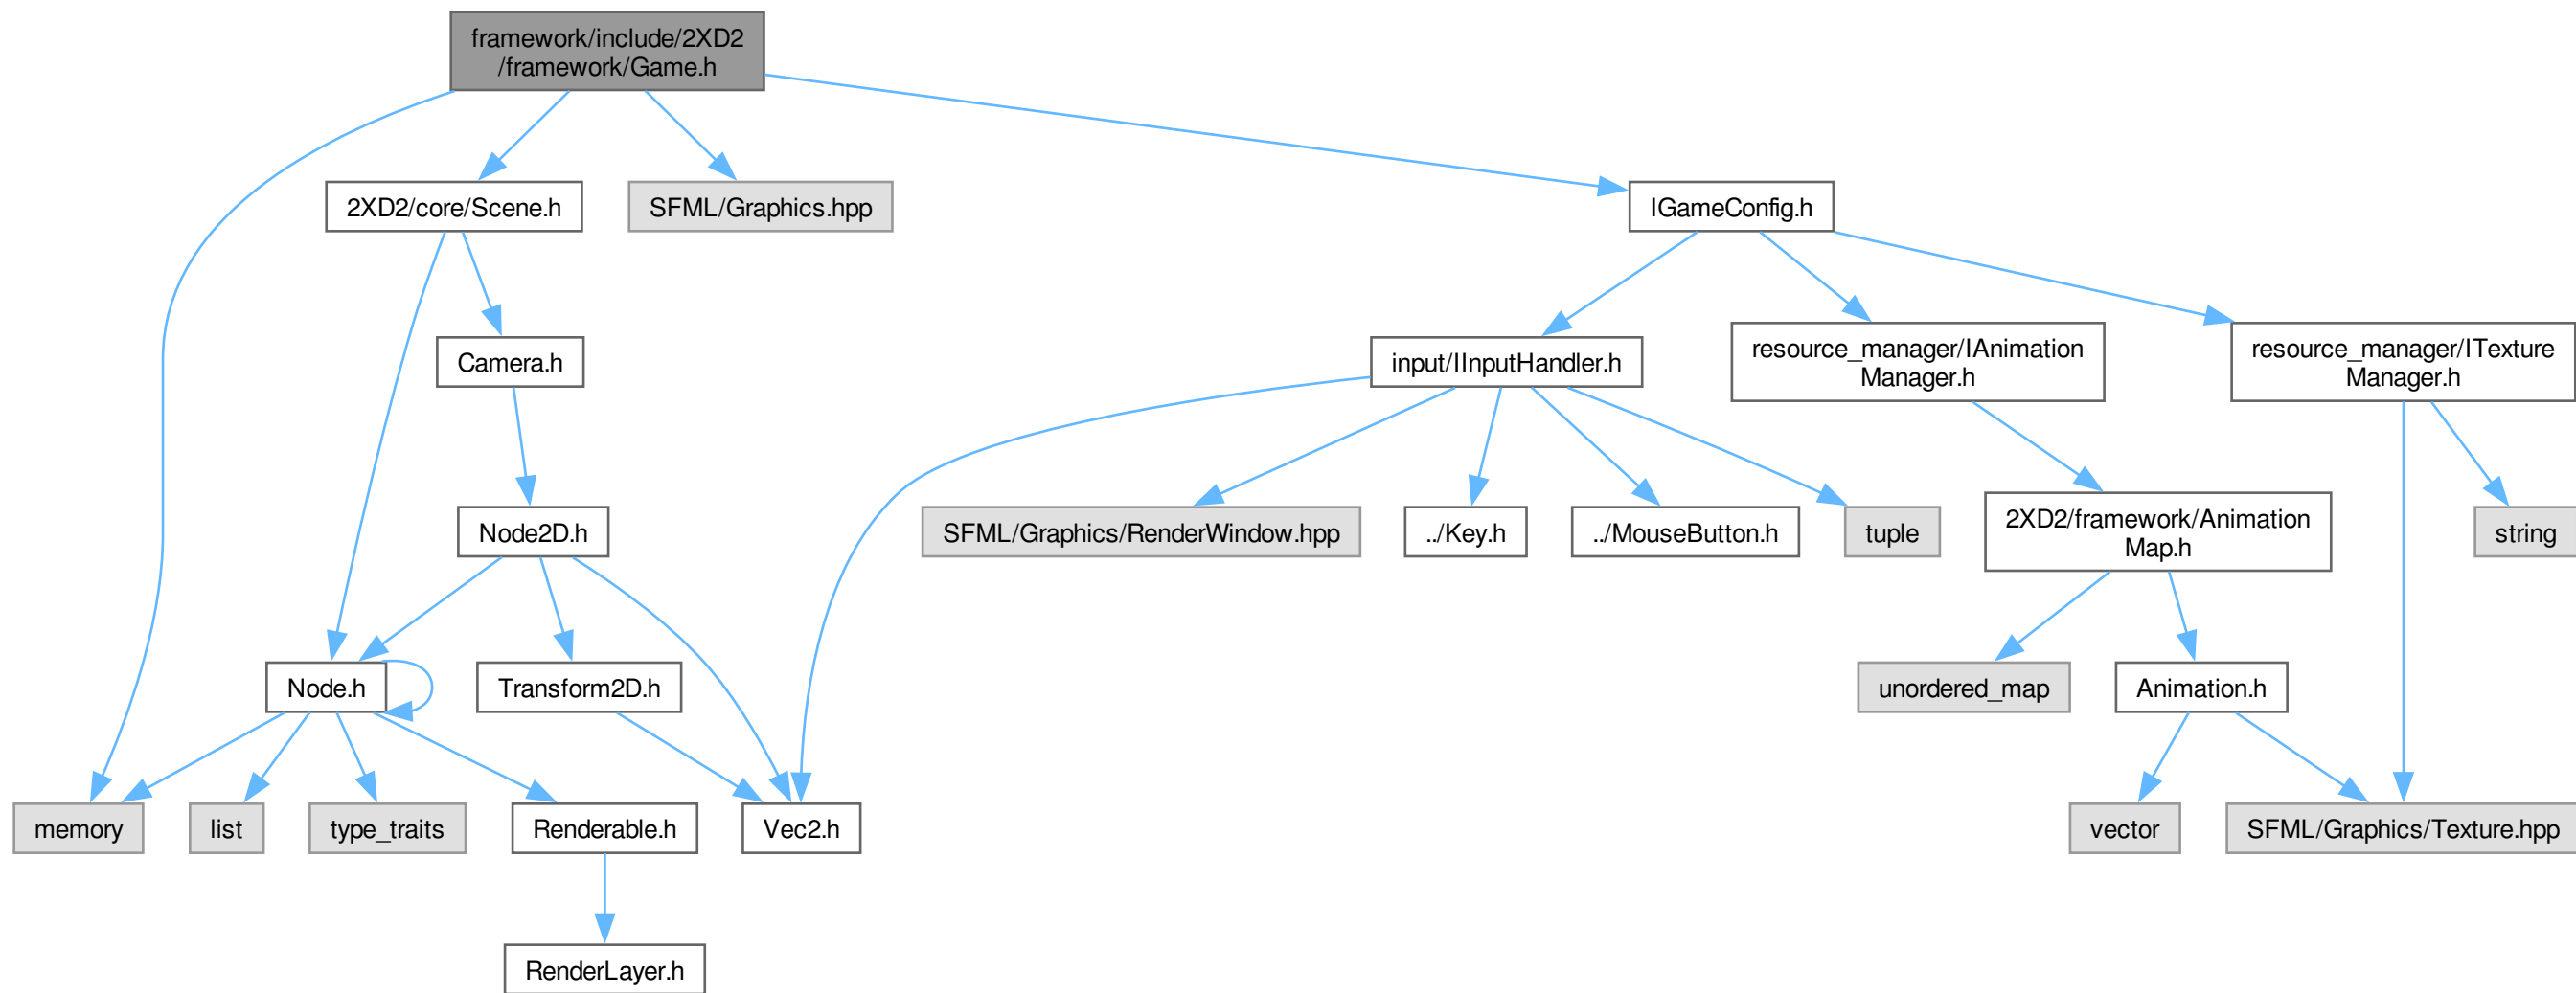 framework/include/2XD2
/framework/Game.h
2XD2/core/Scene.h
SFML/Graphics.hpp
IGameConfig.h
Camera.h
input/IInputHandler.h
resource_manager/IAnimation
Manager.h
resource_manager/ITexture
Manager.h
Node2D.h
SFML/Graphics/RenderWindow.hpp
../Key.h
../MouseButton.h
tuple
2XD2/framework/Animation
Map.h
string
Node.h
Transform2D.h
unordered_map
Animation.h
memory
list
type_traits
Renderable.h
Vec2.h
vector
SFML/Graphics/Texture.hpp
RenderLayer.h